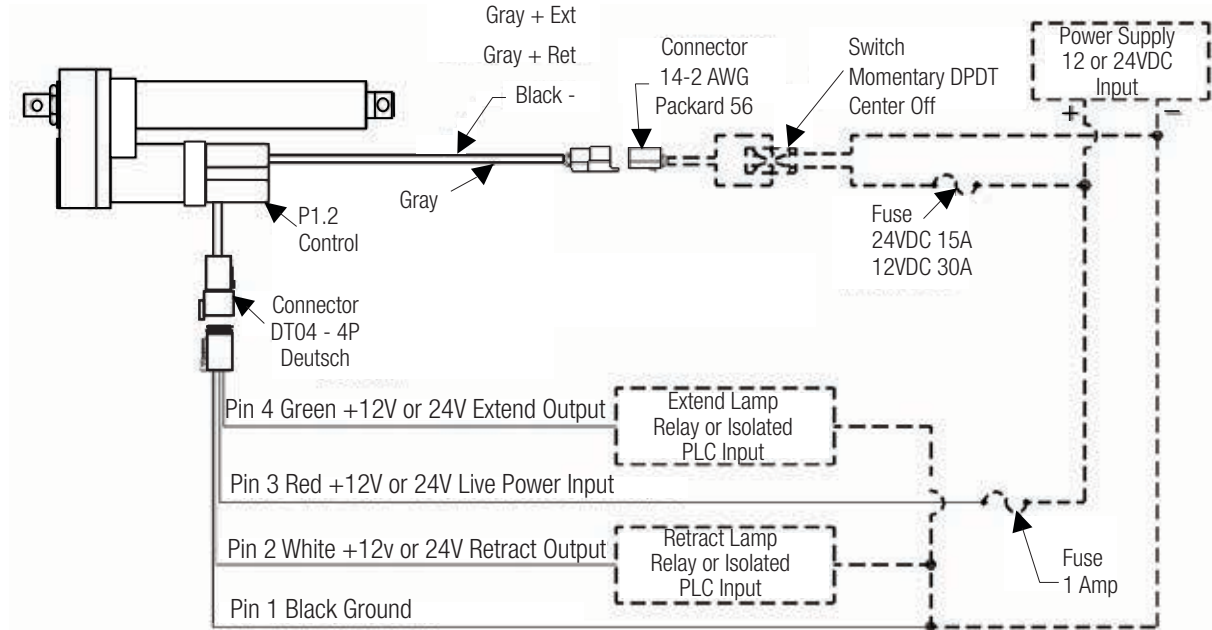 Gray + Ext
Gray + Ret
Black -
Gray
Connector
14-2 AWG
Packard 56
Switch
Momentary DPDT
Center Off
Power Supply
12 or 24VDC
Input
+
–
Fuse
24VDC 15A
12VDC 30A
P1.2
Control
Connector
DT04 - 4P
Deutsch
Pin 4 Green +12V or 24V Extend Output
Extend Lamp
Relay or Isolated
PLC Input
Pin 3 Red +12V or 24V Live Power Input
Pin 2 White +12v or 24V Retract Output
Retract Lamp
Relay or Isolated
PLC Input
Fuse
1 Amp
Pin 1 Black Ground